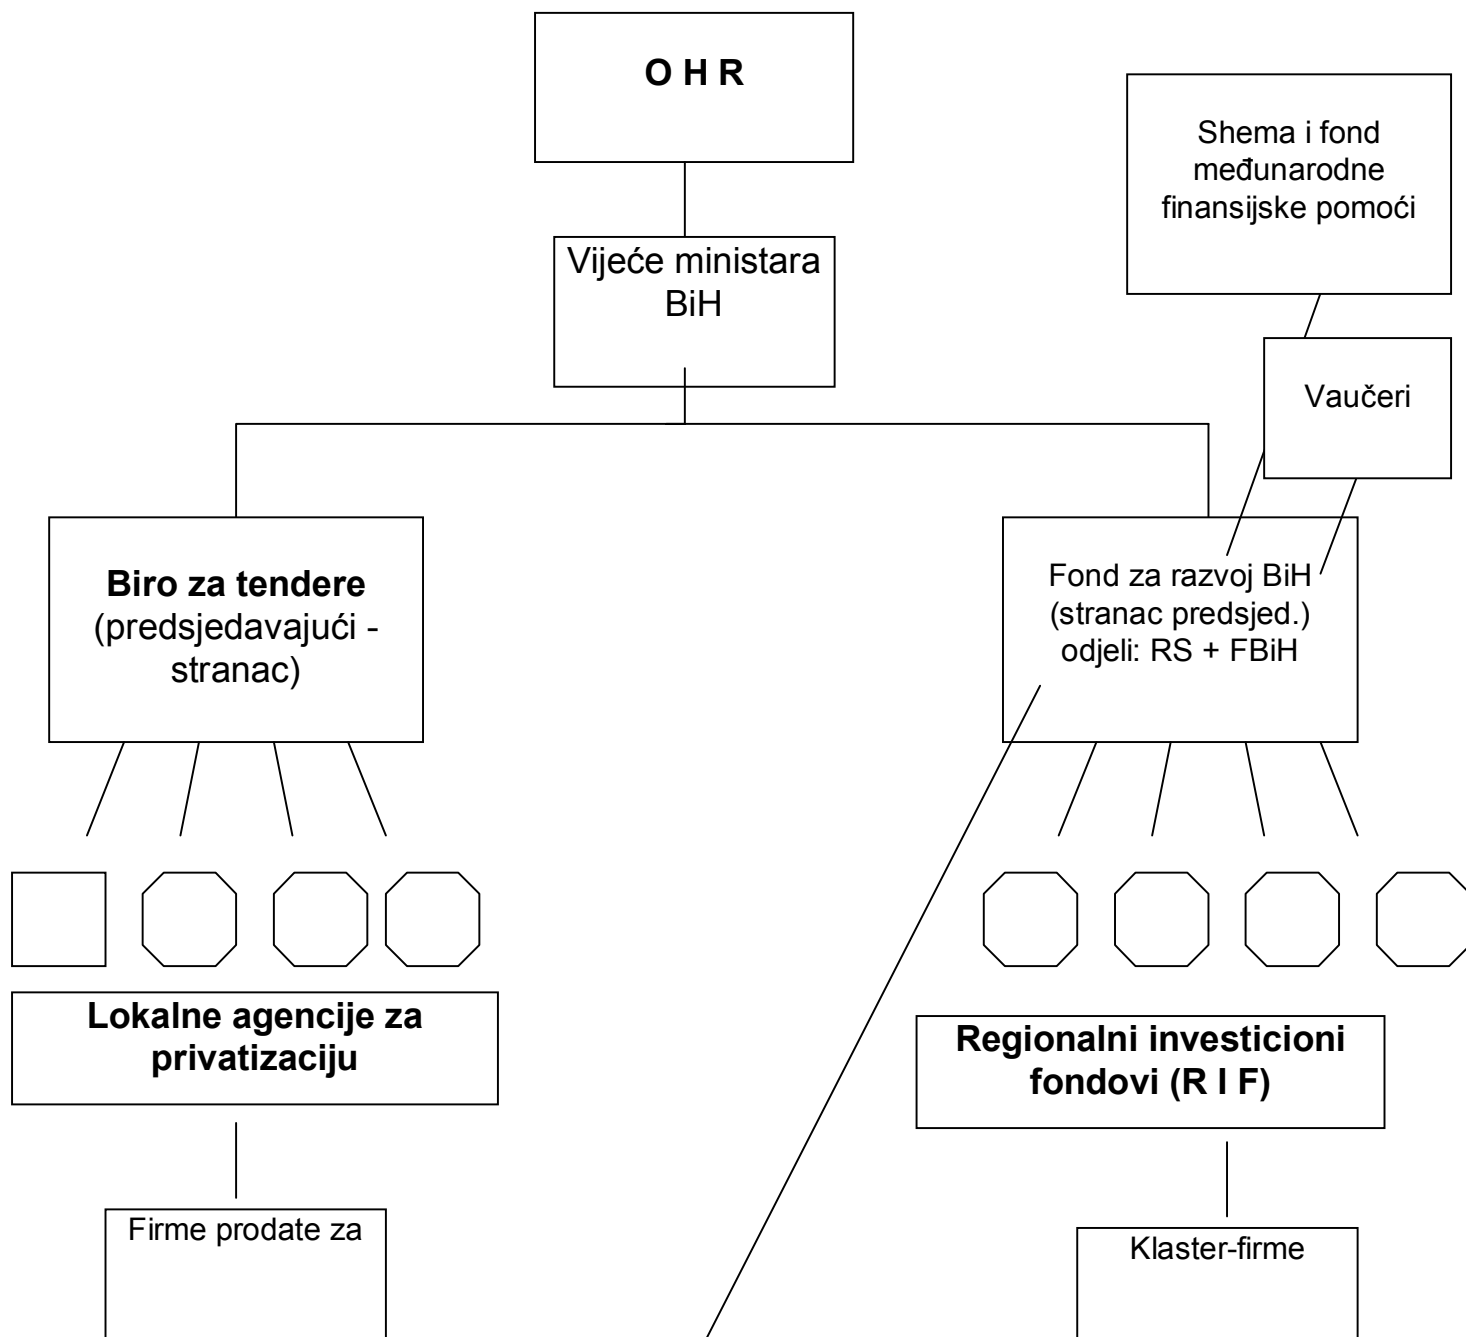 O H R
Shema i fond
međunarodne
finansijske pomoći
Vijeće ministara
BiH
Vaučeri
Biro za tendere
(predsjedavajući -
stranac)
Fond za razvoj BiH
(stranac predsjed.)
odjeli: RS + FBiH
Lokalne agencije za
privatizaciju
Regionalni investicioni
fondovi (R I F)
Firme prodate za
Klaster-firme